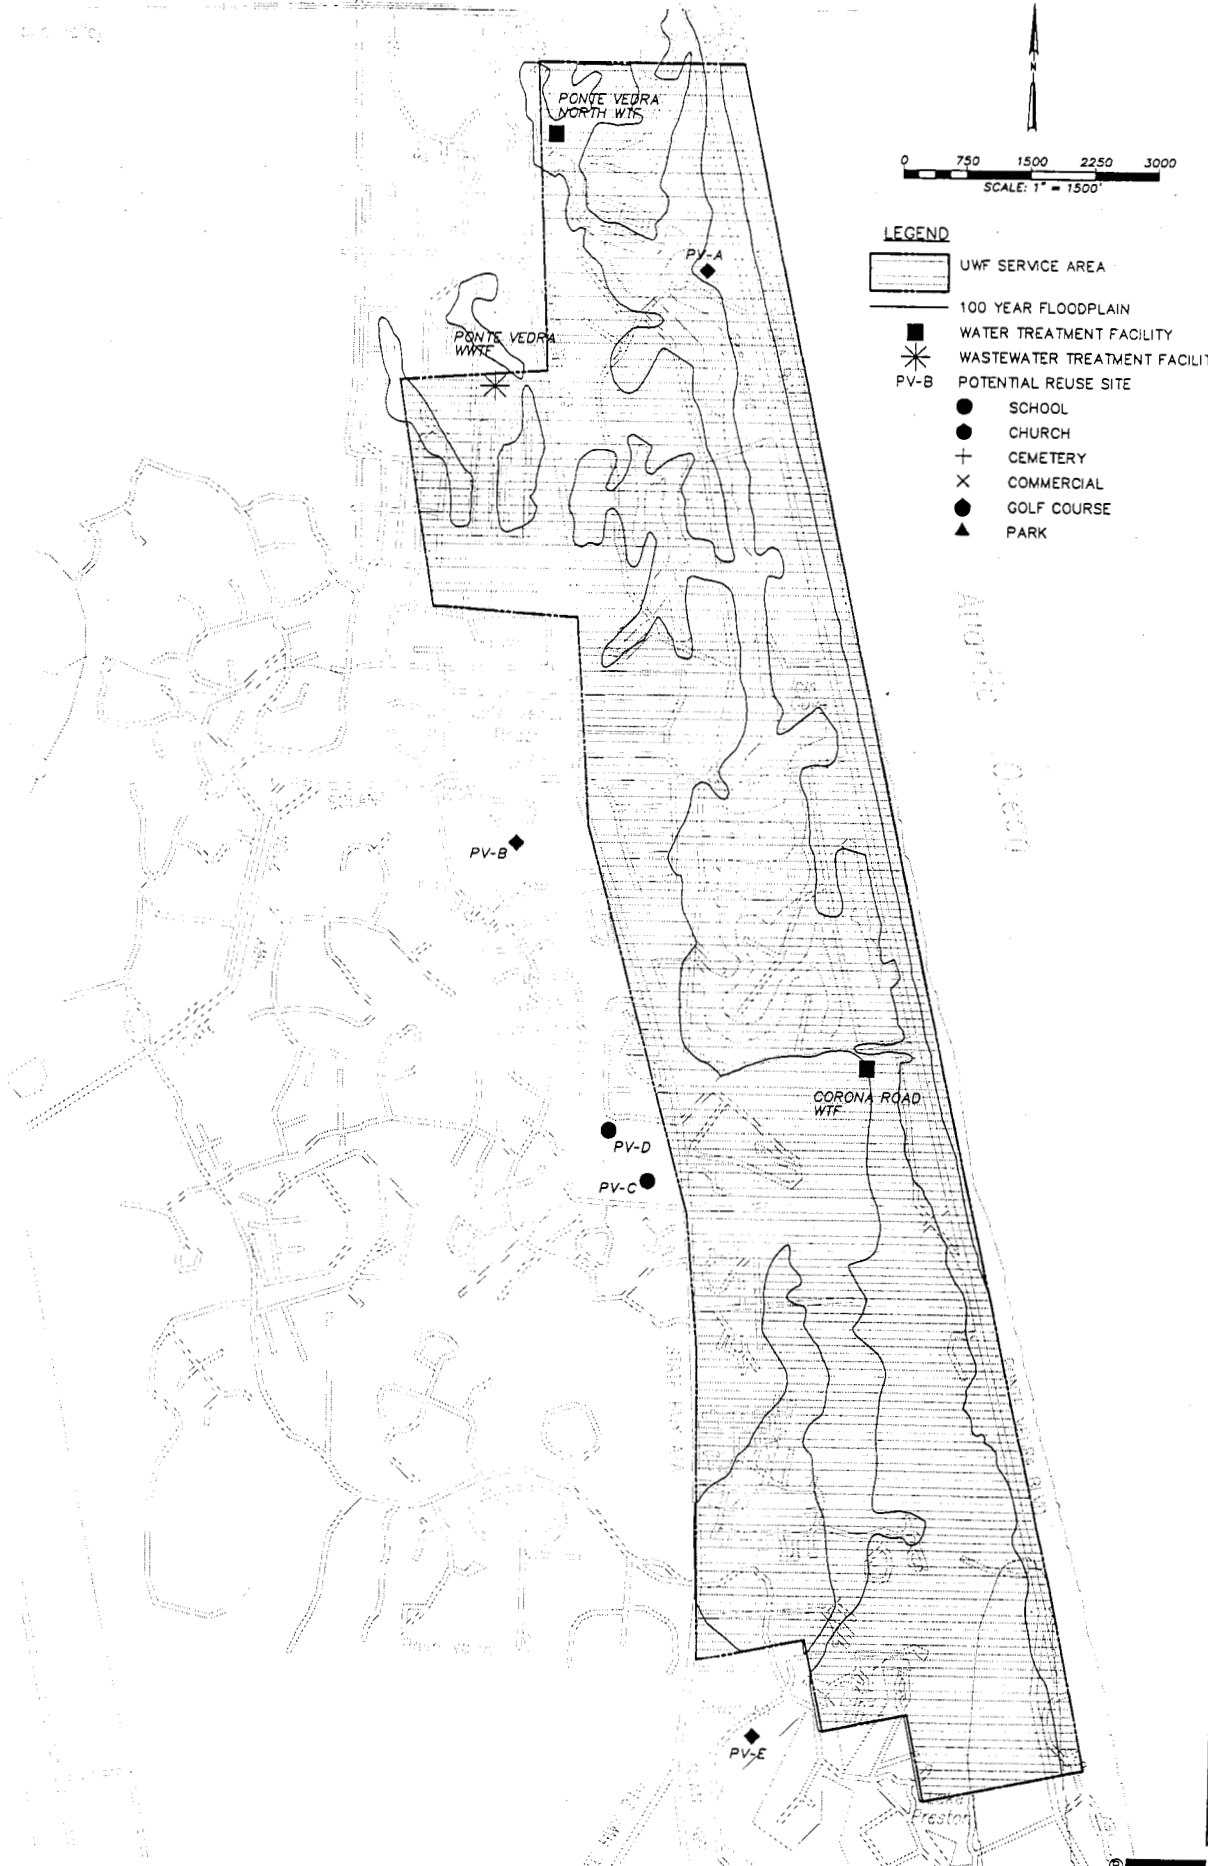 N
0 750 1500 2250 3000
SCALE: 1" = 1500'
LEGEND
UWF SERVICE AREA
100 YEAR FLOODPLAIN
WATER TREATMENT FACILITY
WASTEWATER TREATMENT FACILIT
PV-B POTENTIAL REUSE SITE
SCHOOL
CHURCH
CEMETERY
COMMERCIAL
GOLF COURSE
PARK
PONTE VEDRA
NORTH WTF
PV-A
PONTE VEDRA
WWTF
PV-B
CORONA ROAD
WTF
PV-D
PV-C
PV-E
Preston